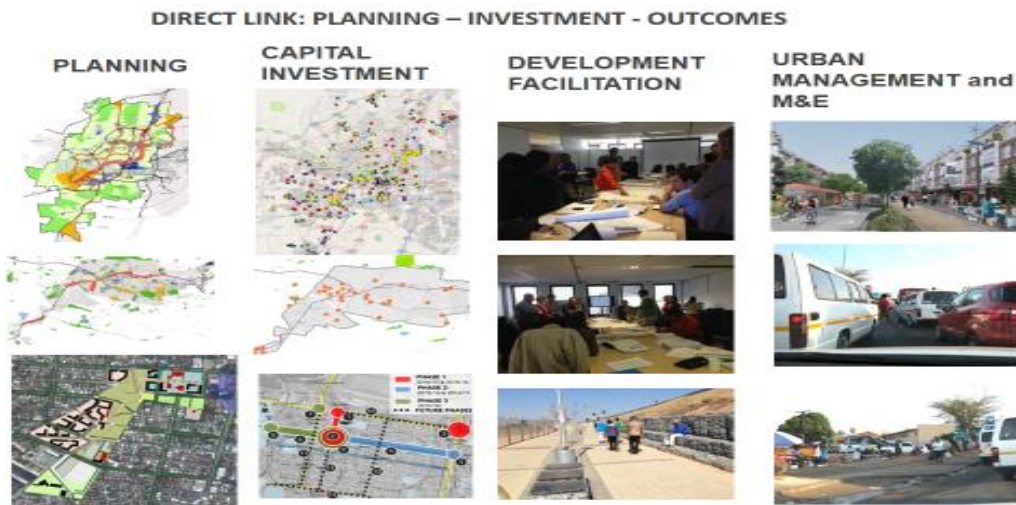 DIRECT LINK: PLANNING – INVESTMENT - OUTCOMES
PLANNING
CAPITAL
INVESTMENT
DEVELOPMENT
FACILITATION
URBAN
MANAGEMENT and
M&E
PHASE 1
PHASE 2
PHASE 3
FUTURE PHASES